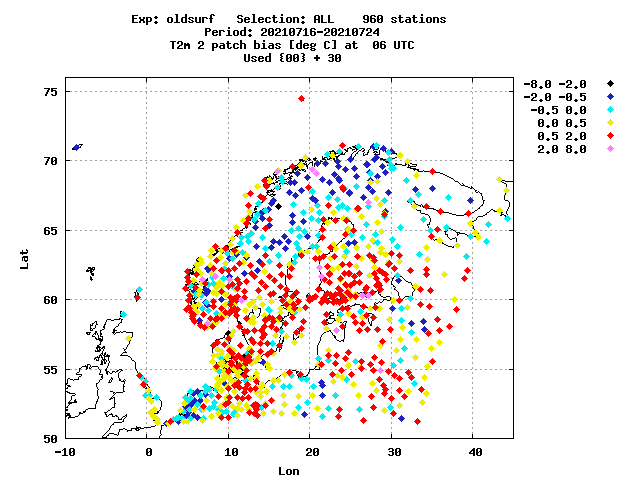 Exp: oldsurf   Selection: ALL    960 stations
Period: 20210716-20210724
T2m 2 patch bias [deg C] at  06 UTC
Used {00} + 30
-8.0 -2.0
-2.0 -0.5
-0.5 0.0
0.0 0.5
0.5 2.0
2.0 8.0
75
70
65
60
55
50
Lat
-10 0 10 20 30 40
Lon